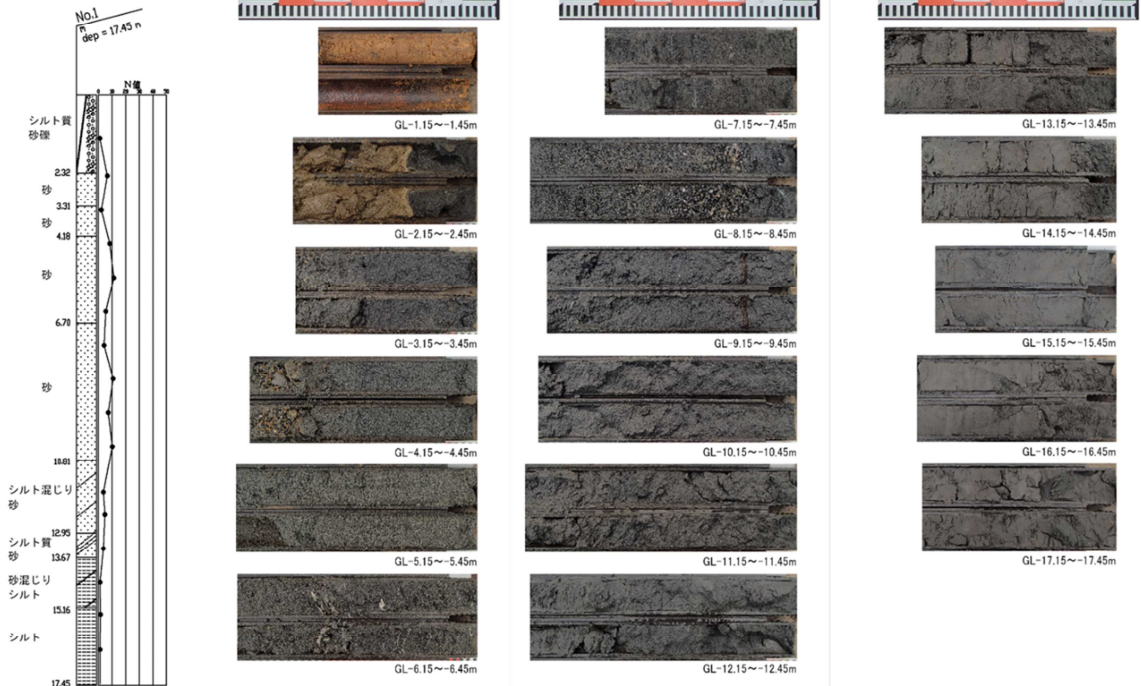 No.1
m
dep = 17.45 m
N値
0 10 20 30 40 50
シルト質
砂礫
2.32
砂
3.31
砂
4.18
砂
6.70
砂
シルト混じり
砂
12.95
シルト質
砂
13.67
砂混じり
シルト
15.16
シルト
17.45
GL-1.15～-1.45m
GL-2.15～-2.45m
GL-3.15～-3.45m
GL-4.15～-4.45m
GL-5.15～-5.45m
GL-6.15～-6.45m
GL-7.15～-7.45m
GL-8.15～-8.45m
GL-9.15～-9.45m
GL-10.15～-10.45m
GL-11.15～-11.45m
GL-12.15～-12.45m
GL-13.15～-13.45m
GL-14.15～-14.45m
GL-15.15～-15.45m
GL-16.15～-16.45m
GL-17.15～-17.45m